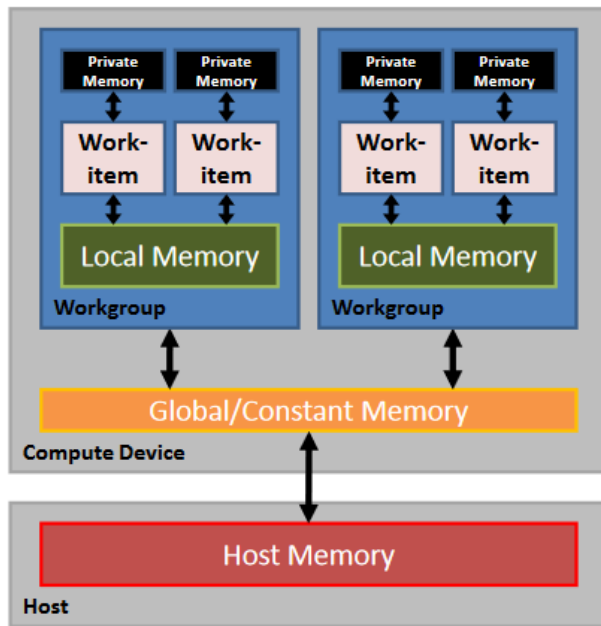 Private
Memory
Private
Memory
Private
Memory
Private
Memory
Work-
item
Work-
item
Work-
item
Work-
item
Local Memory
Local Memory
Workgroup
Workgroup
Global/Constant Memory
Compute Device
Host Memory
Host